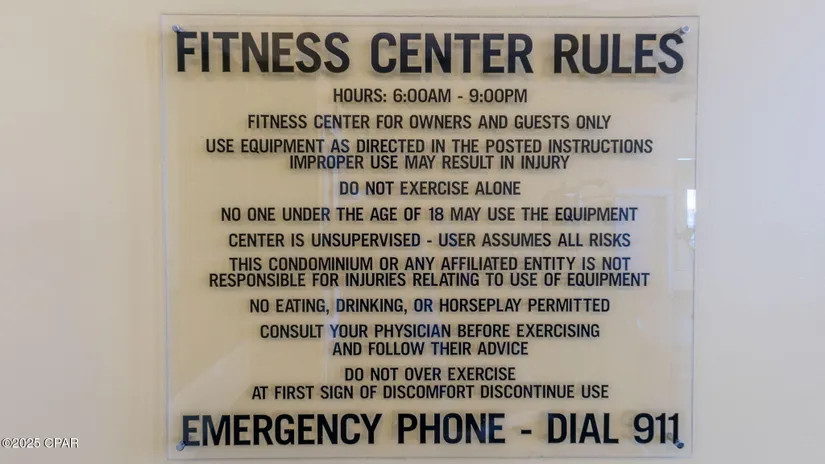 FITNESS CENTER RULES
HOURS: 6:00AM - 9:00PM
FITNESS CENTER FOR OWNERS AND GUESTS ONLY
USE EQUIPMENT AS DIRECTED IN THE POSTED INSTRUCTIONS
IMPROPER USE MAY RESULT IN INJURY
DO NOT EXERCISE ALONE
NO ONE UNDER THE AGE OF 18 MAY USE THE EQUIPMENT
CENTER IS UNSUPERVISED - USER ASSUMES ALL RISKS
THIS CONDOMINIUM OR ANY AFFILIATED ENTITY IS NOT
RESPONSIBLE FOR INJURIES RELATING TO USE OF EQUIPMENT
NO EATING, DRINKING, OR HORSEPLAY PERMITTED
CONSULT YOUR PHYSICIAN BEFORE EXERCISING
AND FOLLOW THEIR ADVICE
DO NOT OVER EXERCISE
AT FIRST SIGN OF DISCOMFORT DISCONTINUE USE
EMERGENCY PHONE - DIAL 911
©2025 CPAR